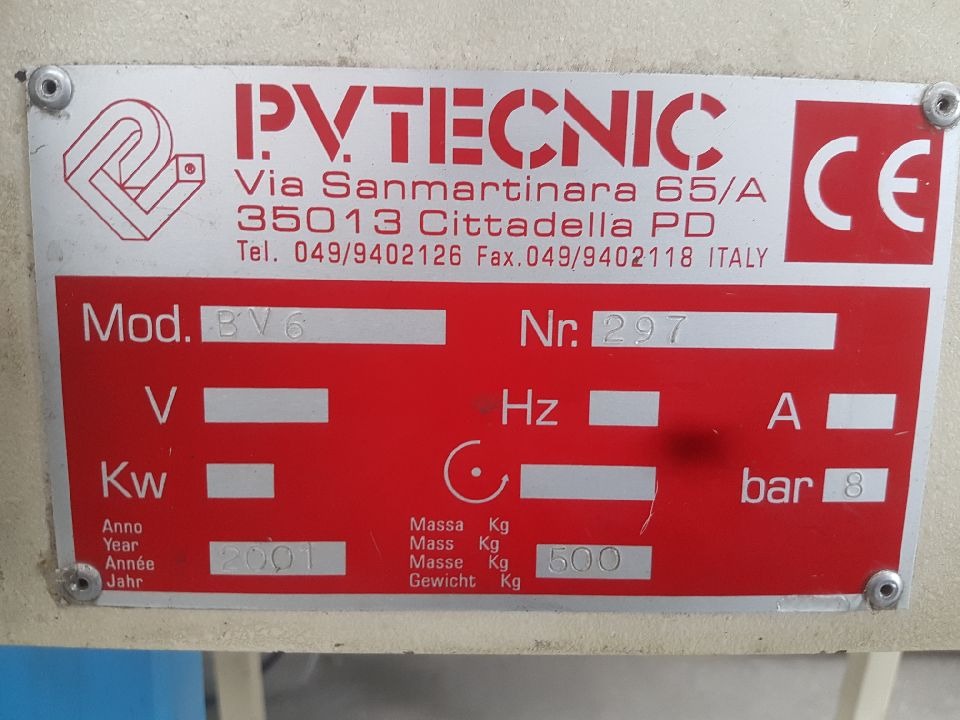 P.V.TECNIC
Via Sanmartinara 65/A
35013 Cittadella PD
Tel. 049/9402126 Fax.049/9402118 ITALY
CE
®
Mod. BV6 Nr. 297
V Hz A
Kw bar 8
Anno
Year
Année
Jahr
2001
Massa Kg
Mass Kg
Masse Kg
Gewicht Kg
500